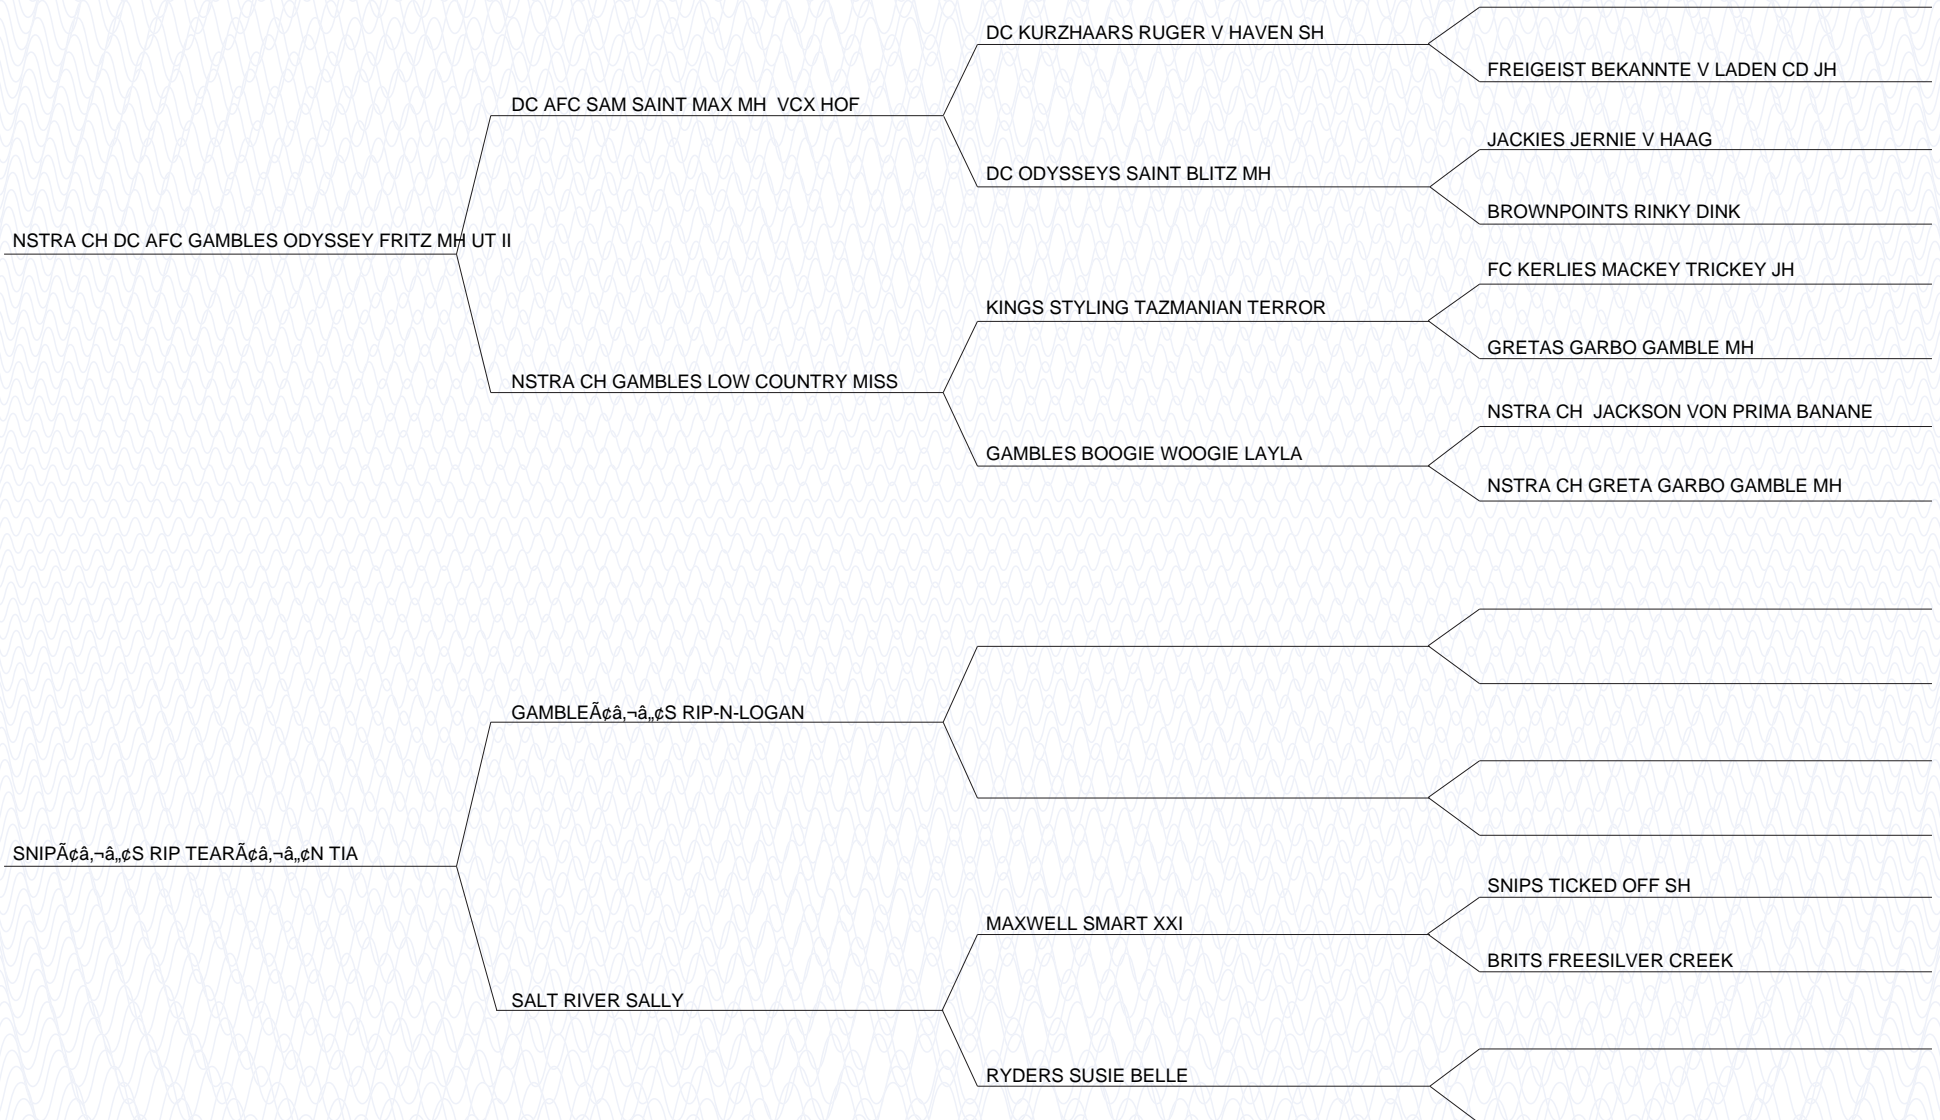 DC KURZHAARS RUGER V HAVEN SH
FREIGEIST BEKANNTE V LADEN CD JH
DC AFC SAM SAINT MAX MH  VCX HOF
JACKIES JERNIE V HAAG
DC ODYSSEYS SAINT BLITZ MH
BROWNPOINTS RINKY DINK
NSTRA CH DC AFC GAMBLES ODYSSEY FRITZ MH UT II
FC KERLIES MACKEY TRICKEY JH
KINGS STYLING TAZMANIAN TERROR
GRETAS GARBO GAMBLE MH
NSTRA CH GAMBLES LOW COUNTRY MISS
NSTRA CH  JACKSON VON PRIMA BANANE
GAMBLES BOOGIE WOOGIE LAYLA
NSTRA CH GRETA GARBO GAMBLE MH
GAMBLEÃ¢â‚¬â„¢S RIP-N-LOGAN
SNIPÃ¢â‚¬â„¢S RIP TEARÃ¢â‚¬â„¢N TIA
SNIPS TICKED OFF SH
MAXWELL SMART XXI
BRITS FREESILVER CREEK
SALT RIVER SALLY
RYDERS SUSIE BELLE